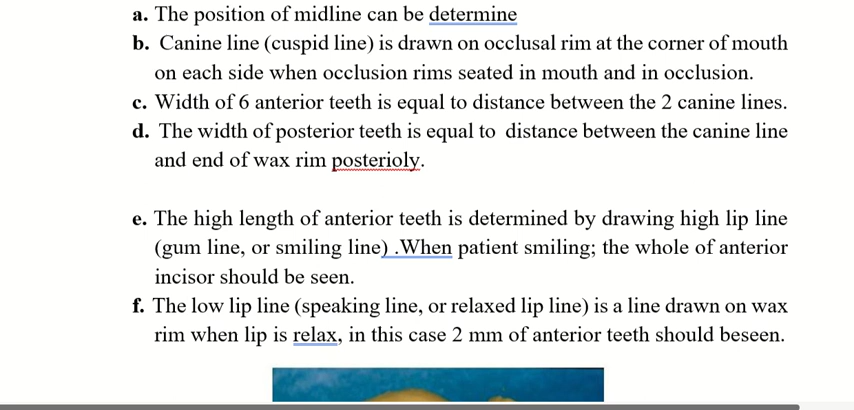 a. The position of midline can be determine
b. Canine line (cuspid line) is drawn on occlusal rim at the corner of mouth
on each side when occlusion rims seated in mouth and in occlusion.
c. Width of 6 anterior teeth is equal to distance between the 2 canine lines.
d. The width of posterior teeth is equal to distance between the canine line
and end of wax rim posterioly.
e. The high length of anterior teeth is determined by drawing high lip line
(gum line, or smiling line) .When patient smiling; the whole of anterior
incisor should be seen.
f. The low lip line (speaking line, or relaxed lip line) is a line drawn on wax
rim when lip is relax, in this case 2 mm of anterior teeth should beseen.